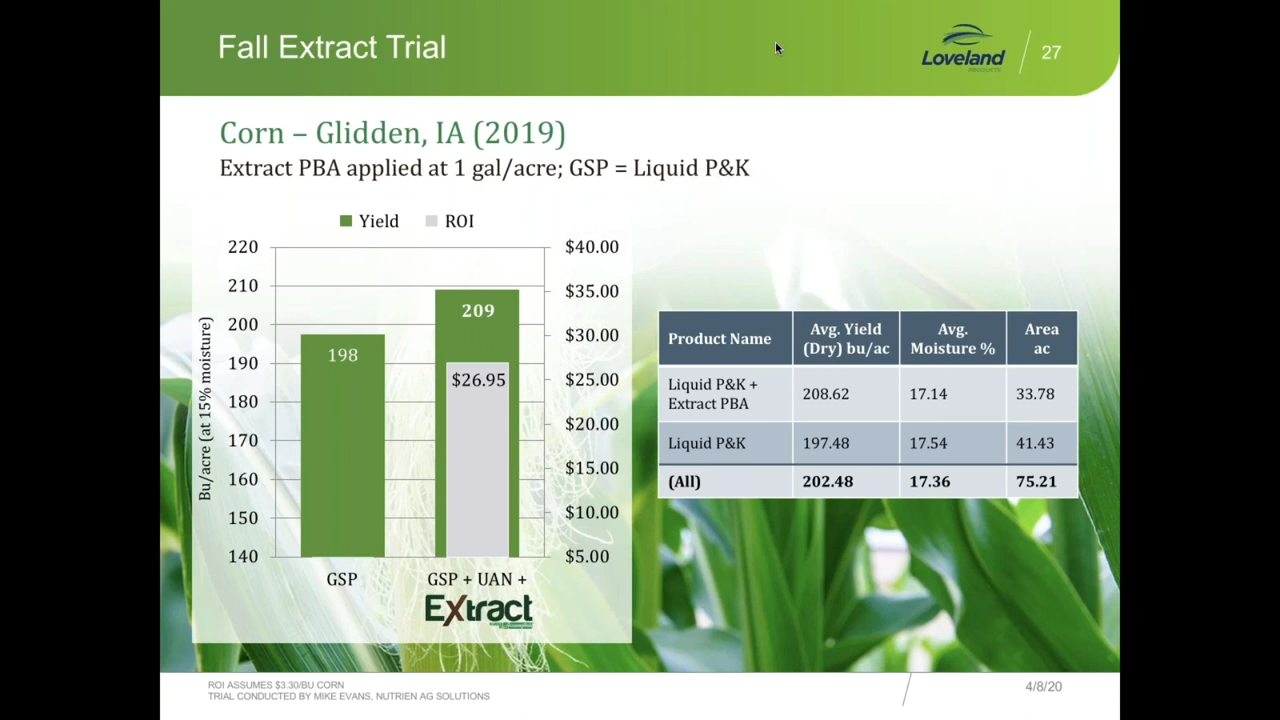 Fall Extract Trial
Loveland
PRODUCTS
27
Corn – Glidden, IA (2019)
Extract PBA applied at 1 gal/acre; GSP = Liquid P&K
Yield ROI
220
210
200
190
180
170
160
150
140
Bu/acre (at 15% moisture)
198
209
$26.95
$40.00
$35.00
$30.00
$25.00
$20.00
$15.00
$10.00
$5.00
GSP
GSP + UAN +
Extract
Product Name Avg. Yield (Dry) bu/ac Avg. Moisture % Area ac
Liquid P&K + Extract PBA 208.62 17.14 33.78
Liquid P&K 197.48 17.54 41.43
(All) 202.48 17.36 75.21
ROI ASSUMES $3.30/BU CORN
TRIAL CONDUCTED BY MIKE EVANS, NUTRIEN AG SOLUTIONS
4/8/20